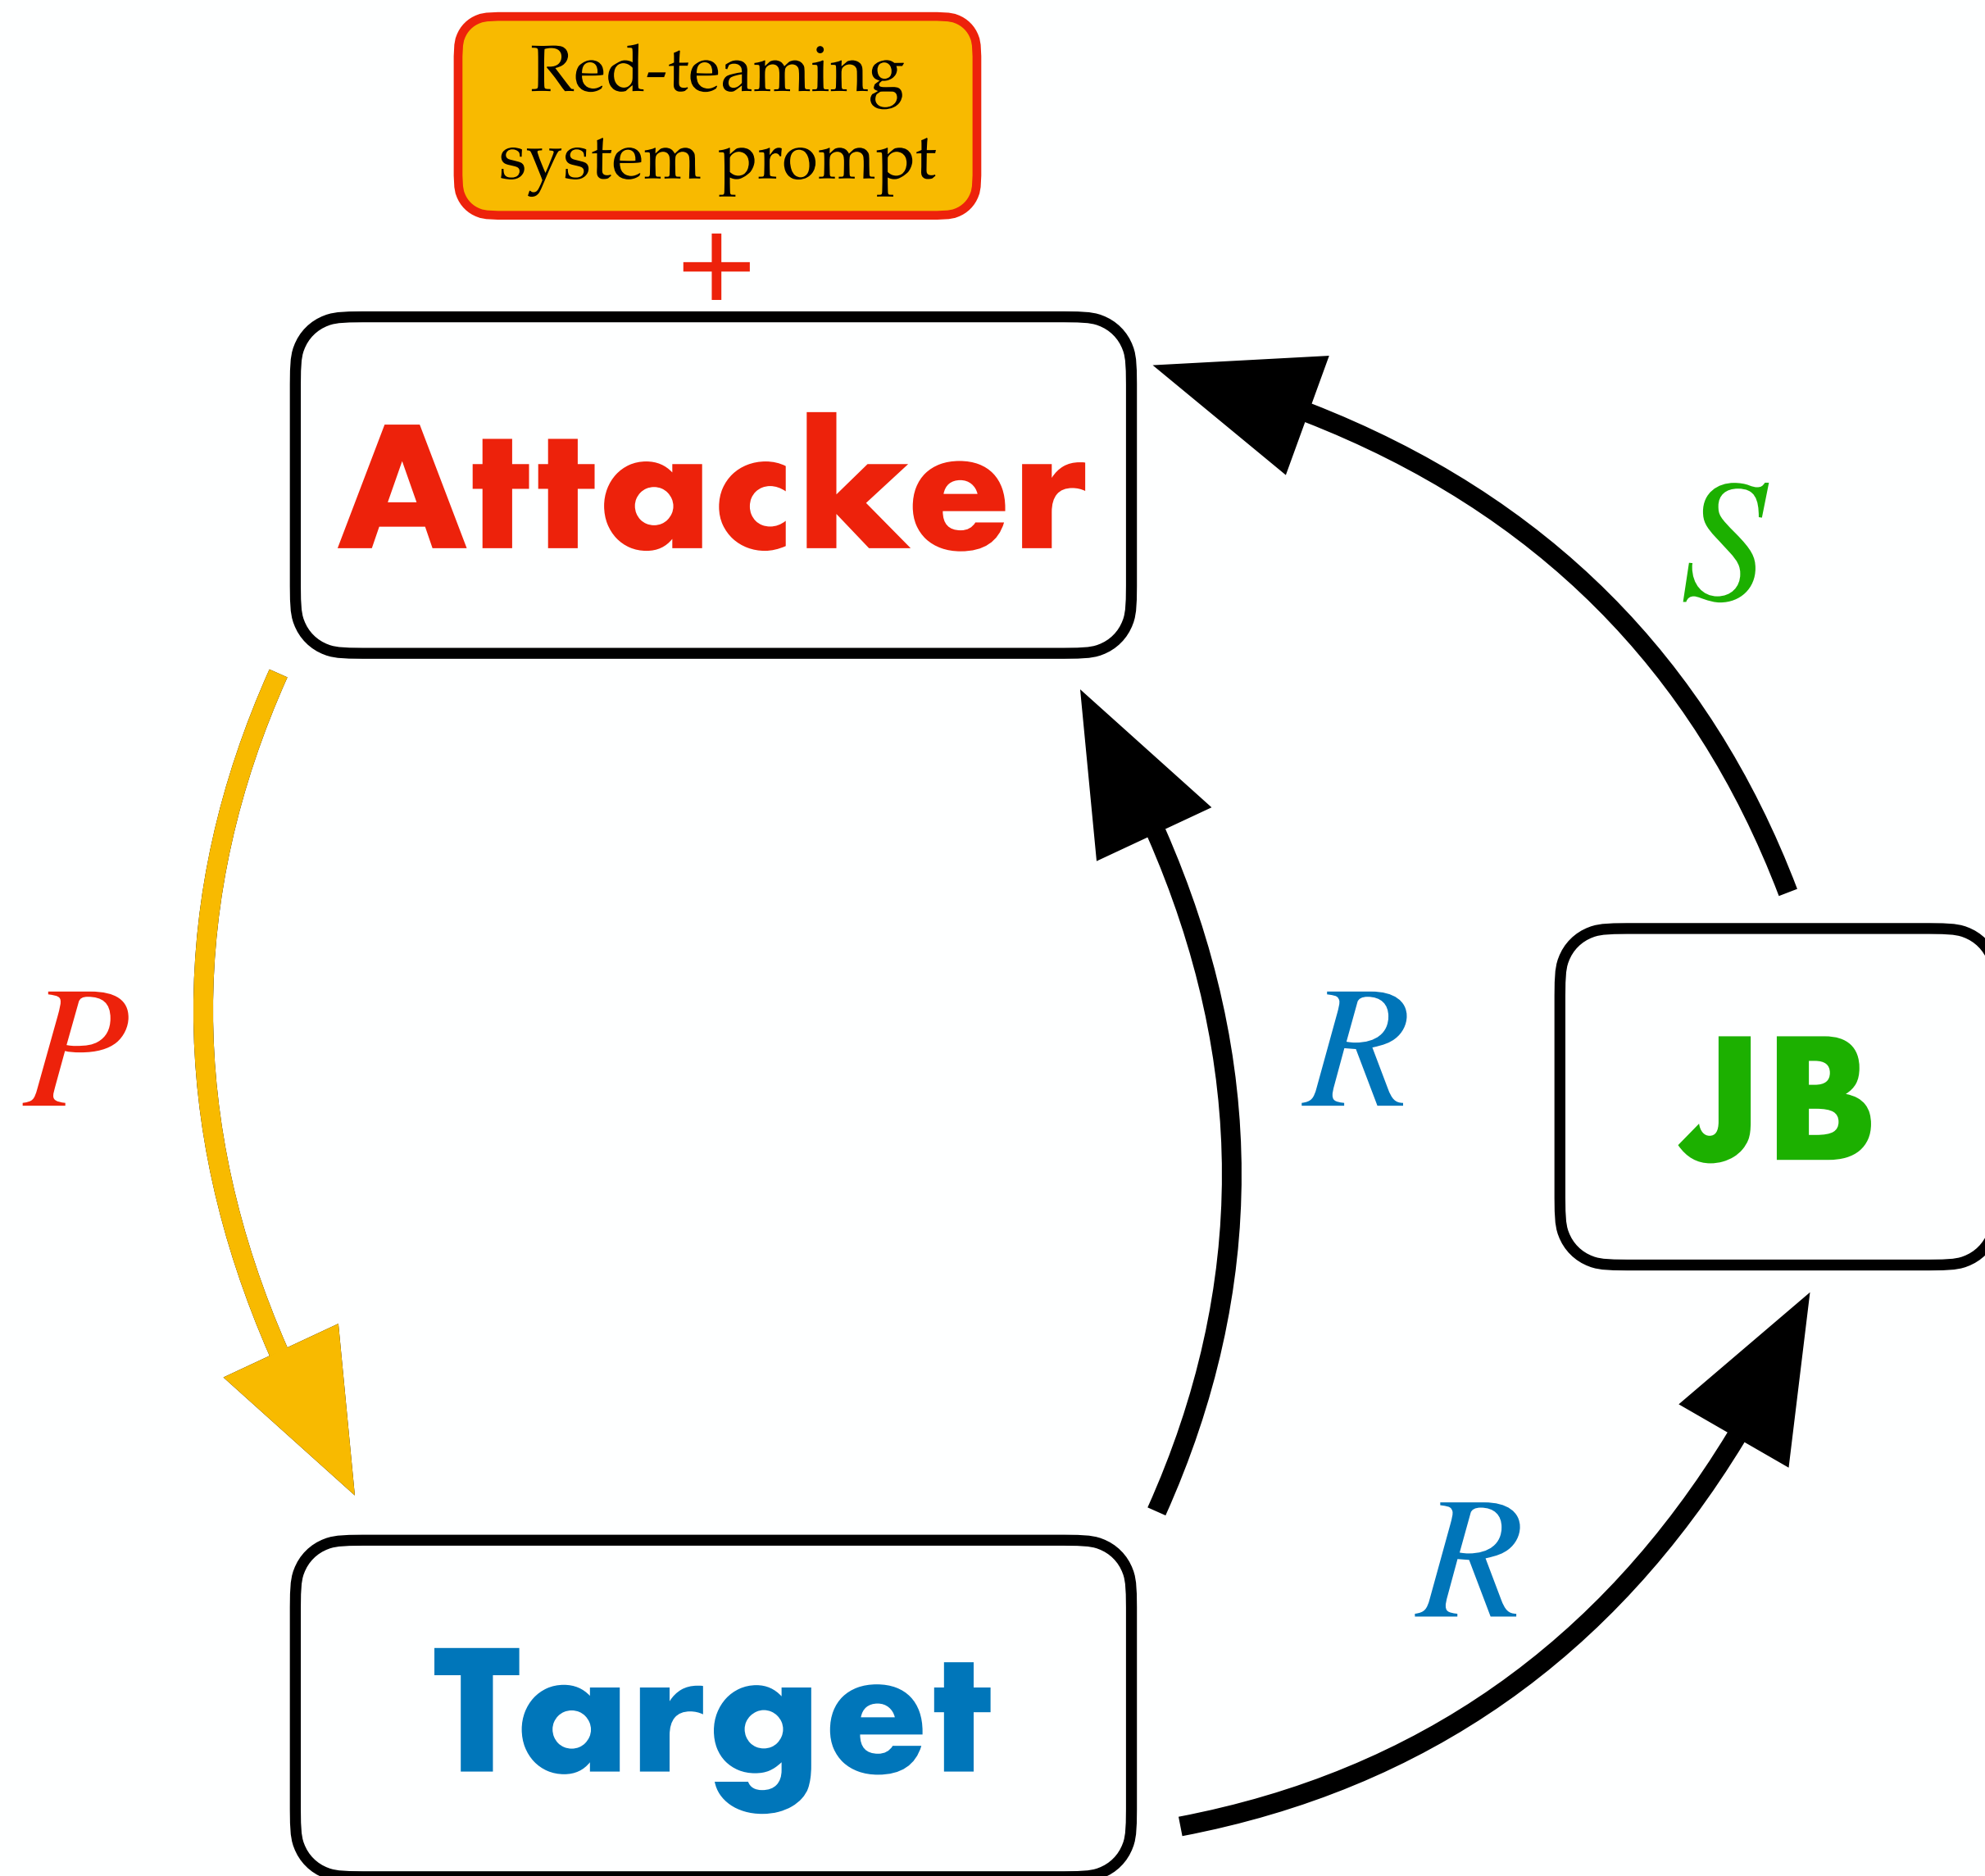 Red-teaming
system prompt
+
Attacker
S
P
R
JB
R
Target